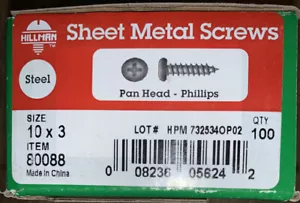 HILLMAN
Sheet Metal Screws
Steel
Pan Head - Phillips
SIZE
10 x 3
ITEM
80088
Made in China
LOT# HPM 732534OP02
QTY
100
0 08236 05624 2